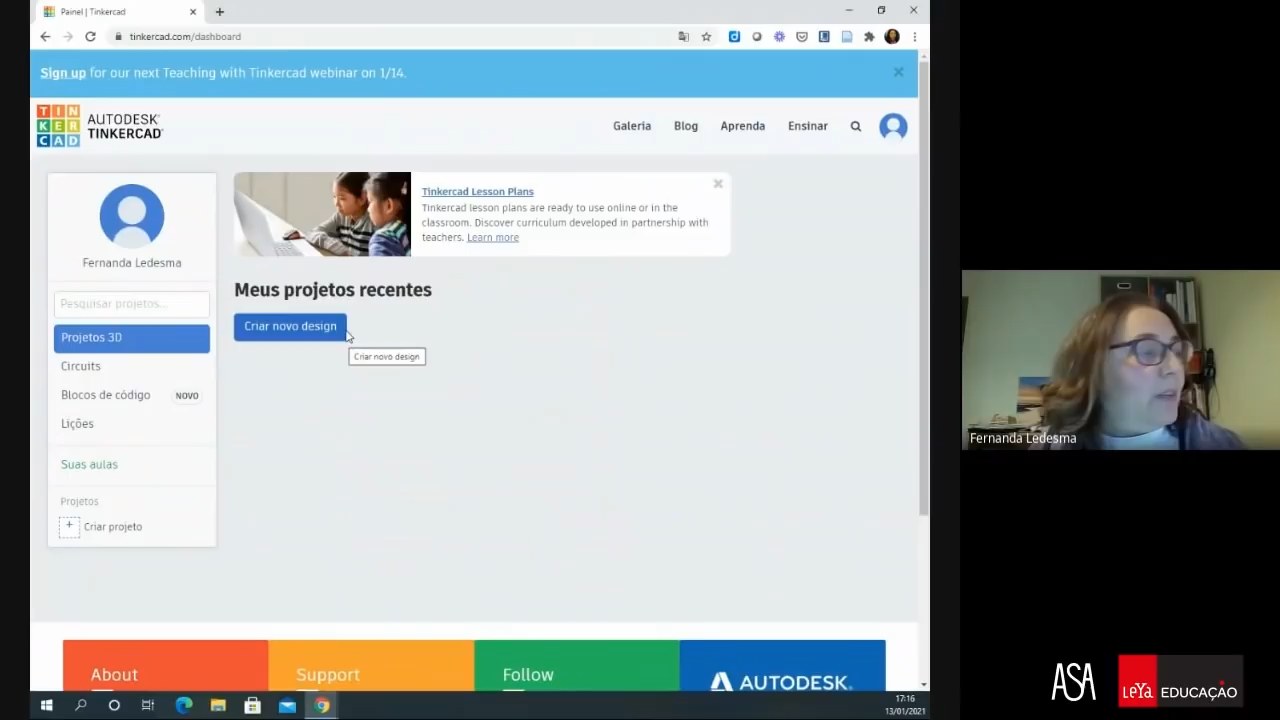 Painel | Tinkercad
tinkercad.com/dashboard
Sign up for our next Teaching with Tinkercad webinar on 1/14.
TIN
KER
CAD
AUTODESK
TINKERCAD
Galeria
Blog
Aprenda
Ensinar
Fernanda Ledesma
Pesquisar projetos...
Projetos 3D
Circuits
Blocos de código NOVO
Lições
Suas aulas
Projetos
+ Criar projeto
Tinkercad Lesson Plans
Tinkercad lesson plans are ready to use online or in the
classroom. Discover curriculum developed in partnership with
teachers. Learn more
Meus projetos recentes
Criar novo design
Criar novo design
About
Support
Follow
AUTODESK.
17:16
13/01/2021
Fernanda Ledesma
ASA
LeYa EDUCAÇÃO